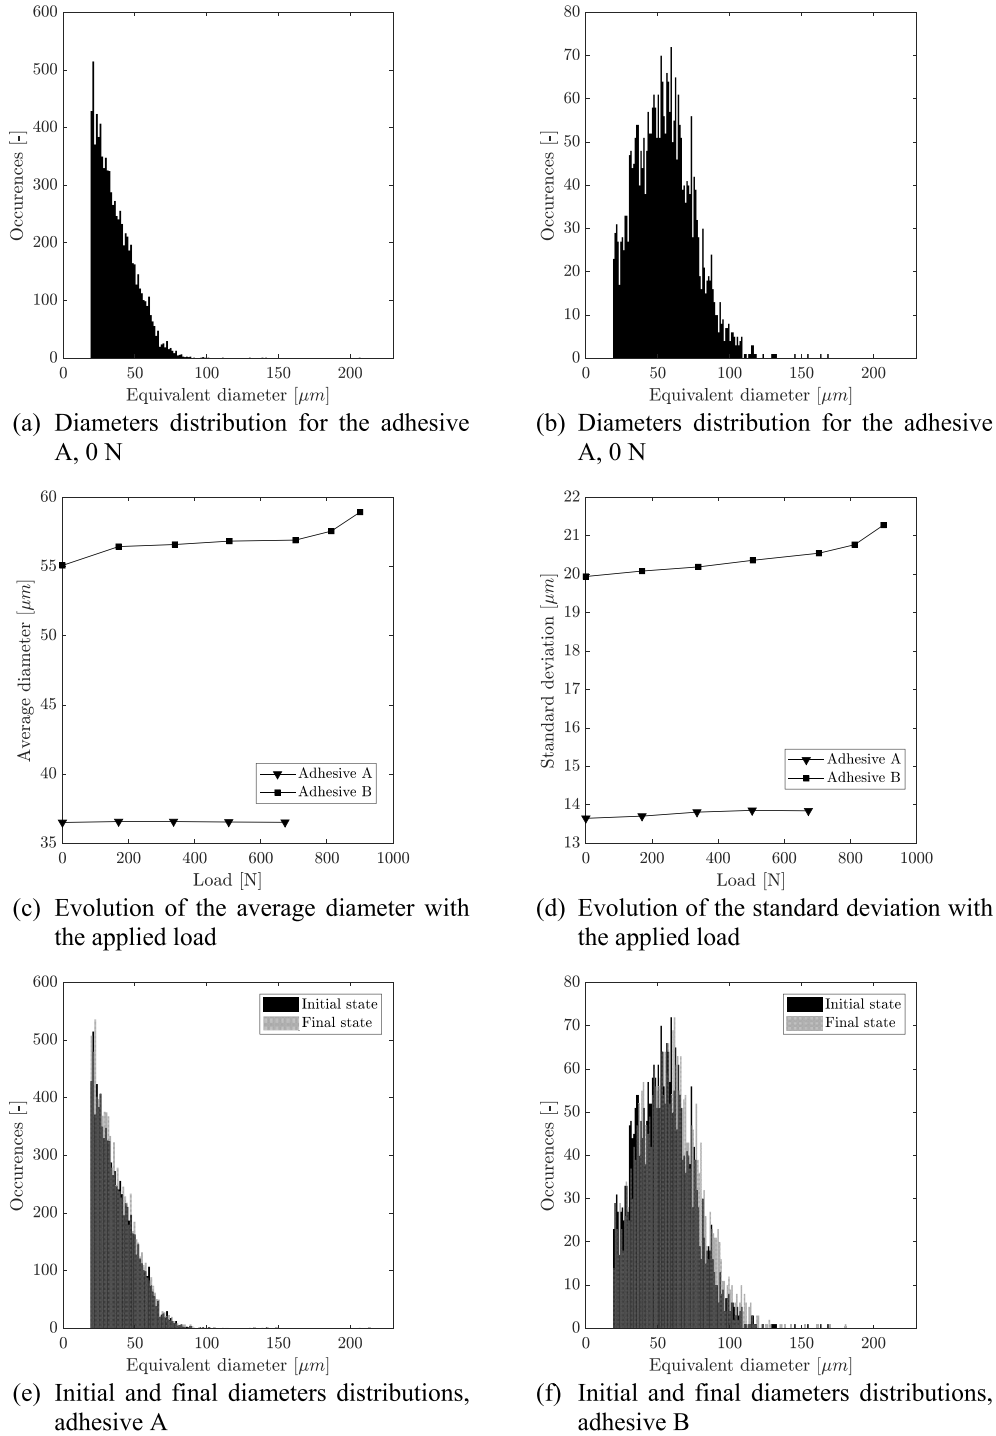 600
500
400
300
200
100
0
Occurences [-]
0 50 100 150 200
Equivalent diameter [μm]
(a) Diameters distribution for the adhesive
A, 0 N
80
70
60
50
40
30
20
10
0
Occurences [-]
0 50 100 150 200
Equivalent diameter [μm]
(b) Diameters distribution for the adhesive
A, 0 N
60
55
50
45
40
35
Average diameter [μm]
Adhesive A
Adhesive B
0 200 400 600 800 1000
Load [N]
(c) Evolution of the average diameter with
the applied load
22
21
20
19
18
17
16
15
14
13
Standard deviation [μm]
Adhesive A
Adhesive B
0 200 400 600 800 1000
Load [N]
(d) Evolution of the standard deviation with
the applied load
600
500
400
300
200
100
0
Occurences [-]
Initial state
Final state
0 50 100 150 200
Equivalent diameter [μm]
(e) Initial and final diameters distributions,
adhesive A
80
70
60
50
40
30
20
10
0
Occurences [-]
Initial state
Final state
0 50 100 150 200
Equivalent diameter [μm]
(f) Initial and final diameters distributions,
adhesive B